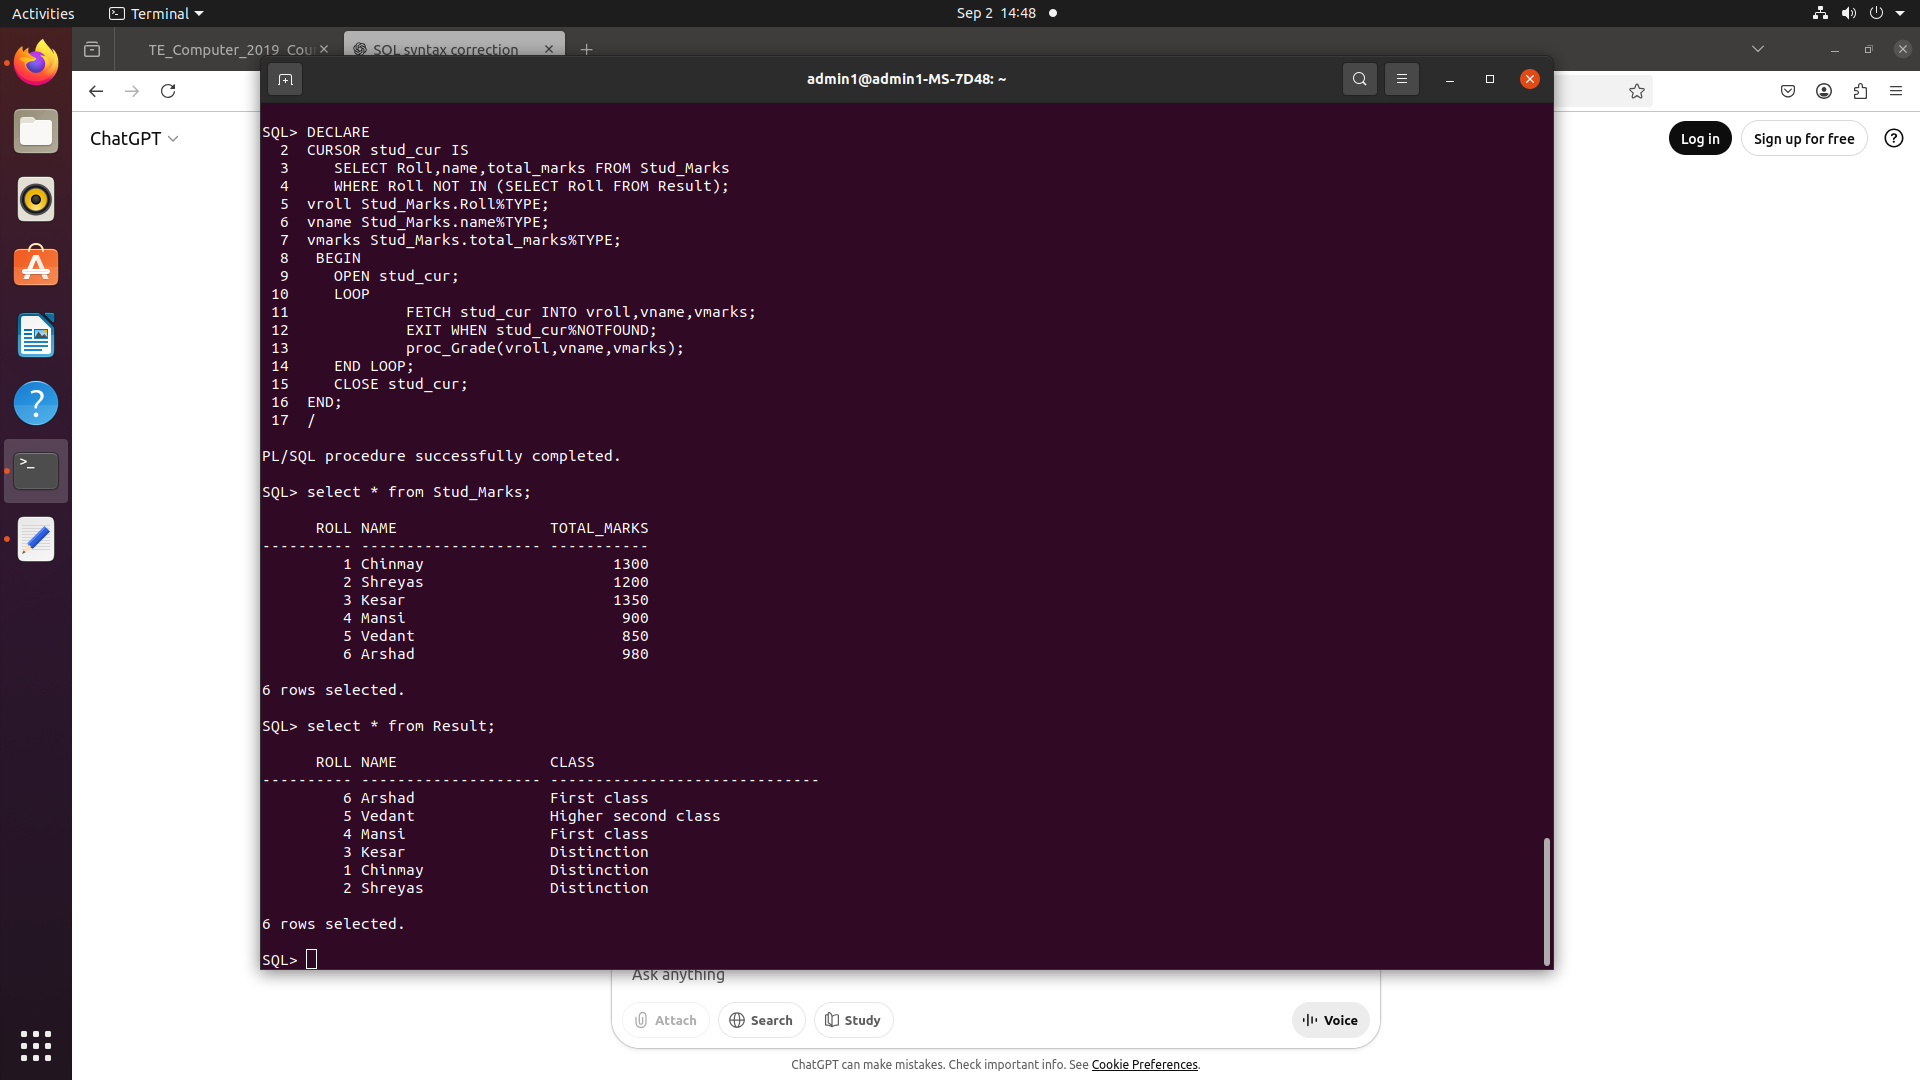 Activities
Terminal
Sep 2 14:48
TE_Computer_2019_Cou
SQL syntax correction
admin1@admin1-MS-7D48: ~
ChatGPT
Log in
Sign up for free
SQL> DECLARE
2 CURSOR stud_cur IS
3 SELECT Roll,name,total_marks FROM Stud_Marks
4 WHERE Roll NOT IN (SELECT Roll FROM Result);
5 vroll Stud_Marks.Roll%TYPE;
6 vname Stud_Marks.name%TYPE;
7 vmarks Stud_Marks.total_marks%TYPE;
8 BEGIN
9 OPEN stud_cur;
10 LOOP
11 FETCH stud_cur INTO vroll,vname,vmarks;
12 EXIT WHEN stud_cur%NOTFOUND;
13 proc_Grade(vroll,vname,vmarks);
14 END LOOP;
15 CLOSE stud_cur;
16 END;
17 /
PL/SQL procedure successfully completed.
SQL> select * from Stud_Marks;
ROLL NAME TOTAL_MARKS
---------- -------------------- -----------
1 Chinmay 1300
2 Shreyas 1200
3 Kesar 1350
4 Mansi 900
5 Vedant 850
6 Arshad 980
6 rows selected.
SQL> select * from Result;
ROLL NAME CLASS
---------- -------------------- ------------------------------
6 Arshad First class
5 Vedant Higher second class
4 Mansi First class
3 Kesar Distinction
1 Chinmay Distinction
2 Shreyas Distinction
6 rows selected.
SQL>
Ask anything
Attach
Search
Study
Voice
ChatGPT can make mistakes. Check important info. See Cookie Preferences.